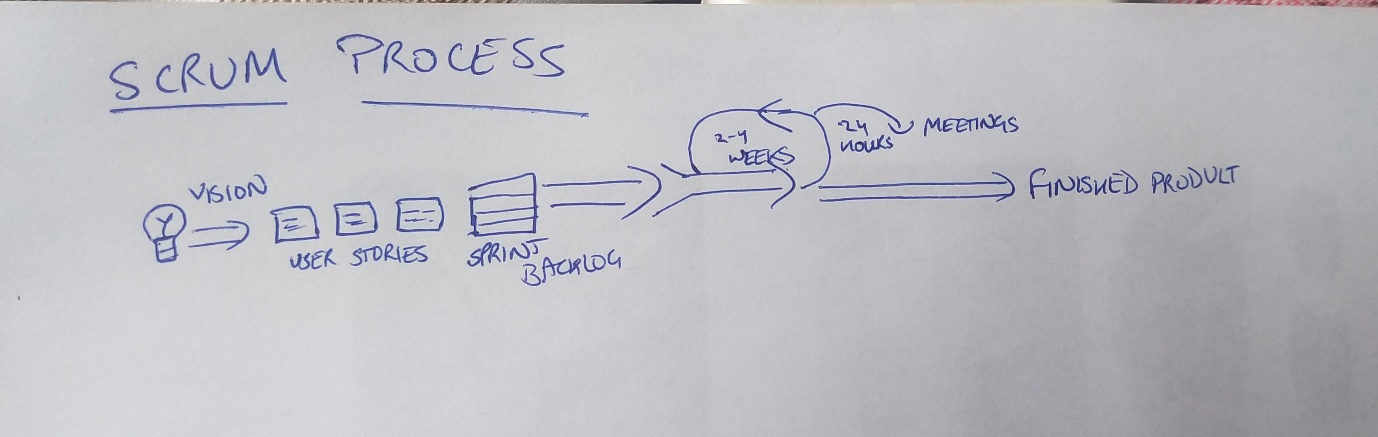 SCRUM PROCESS
VISION
USER STORIES
SPRINT
BACKLOG
2-4
WEEKS
24
HOURS
MEETINGS
FINISHED PRODUCT